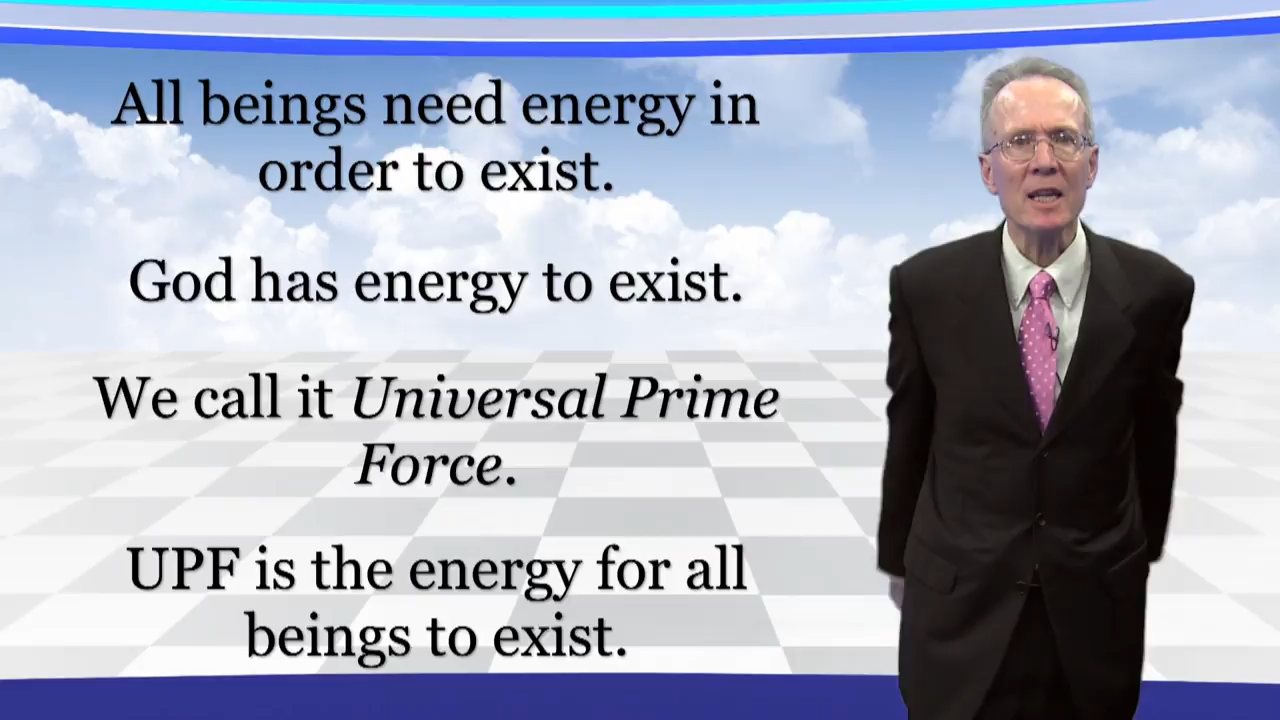 All beings need energy in
order to exist.
God has energy to exist.
We call it Universal Prime
Force.
UPF is the energy for all
beings to exist.